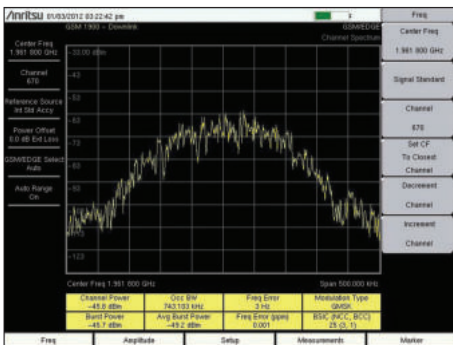 /Anritsu 01/03/2012 03:22:42 pm
Freq
GSM 1900 - Downlink
GSM/EDGE
Channel Spectrum
Center Freq
1.961 800 GHz
Channel
670
Reference Source
Int Std Accy
Power Offset
0.0 dB Ext Loss
GSM/EDGE Select
Auto
Auto Range
On
-33.00 dBm
-43
-53
-63
-73
-83
-93
-123
Center Freq 1.961 800 GHz
Span 500.000 kHz
Channel Power
-45.8 dBm
Occ BW
Freq Error
3 Hz
Modulation Type
GMSK
Burst Power
-45.7 dBm
Avg Burst Power
-49.2 dBm
Freq Error (ppm)
0.001
BSIC (NCC, BCC)
25 (3, 1)
Center Freq
1.961 800 GHz
Signal Standard
Channel
670
Set CF
To Closest
Channel
Decrement
Channel
Increment
Channel
Freq
Amplitude
Setup
Measurements
Marker